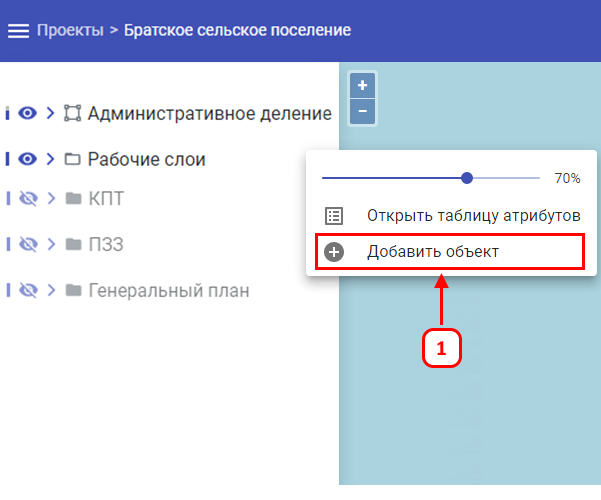 Проекты > Братское сельское поселение
+
−
Административное деление
Рабочие слои
КПТ
ПЗЗ
Генеральный план
70%
Открыть таблицу атрибутов
Добавить объект
1